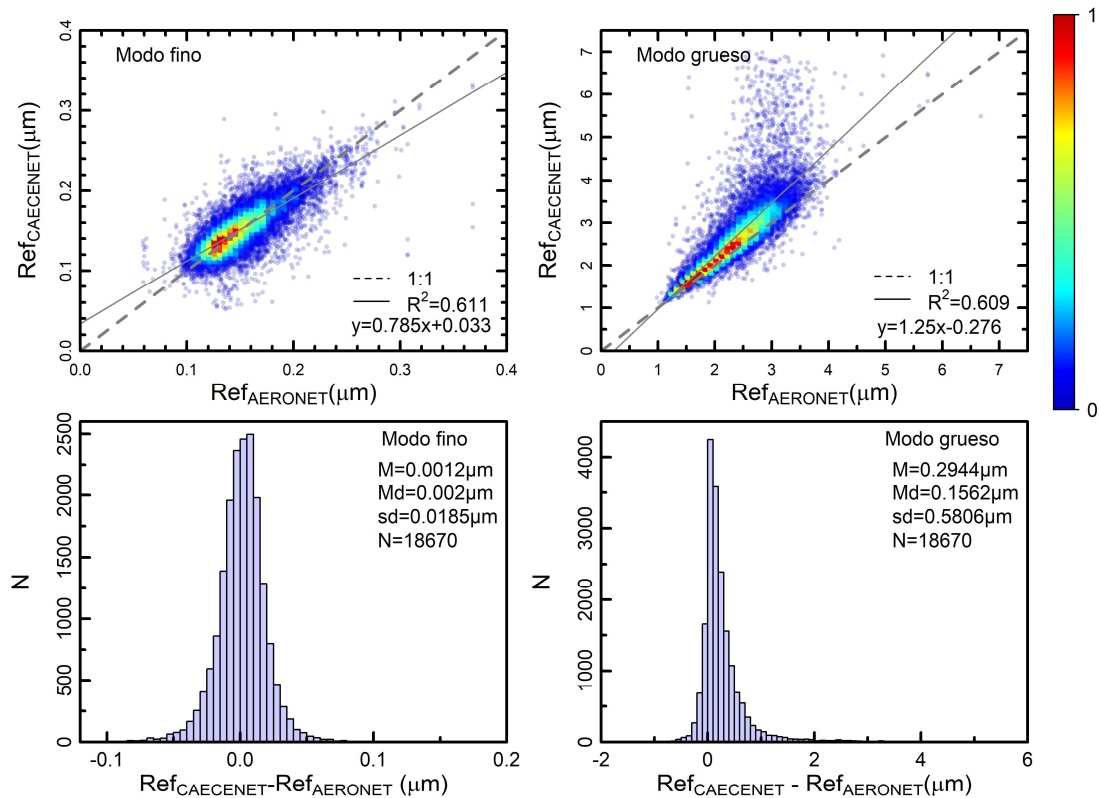 Modo fino
0.4
0.3
0.2
0.1
0.0
Ref_CAECENET(μm)
1:1
R²=0.611
y=0.785x+0.033
0.0 0.1 0.2 0.3 0.4
Ref_AERONET(μm)
Modo grueso
7
6
5
4
3
2
1
0
Ref_CAECENET(μm)
1:1
R²=0.609
y=1.25x-0.276
0 1 2 3 4 5 6 7
Ref_AERONET(μm)
1
0
Modo fino
M=0.0012μm
Md=0.002μm
sd=0.0185μm
N=18670
2500
2000
1500
1000
500
0
N
-0.1 0.0 0.1 0.2
Ref_CAECENET-Ref_AERONET (μm)
Modo grueso
M=0.2944μm
Md=0.1562μm
sd=0.5806μm
N=18670
4000
3000
2000
1000
0
N
-2 0 2 4 6
Ref_CAECENET - Ref_AERONET (μm)